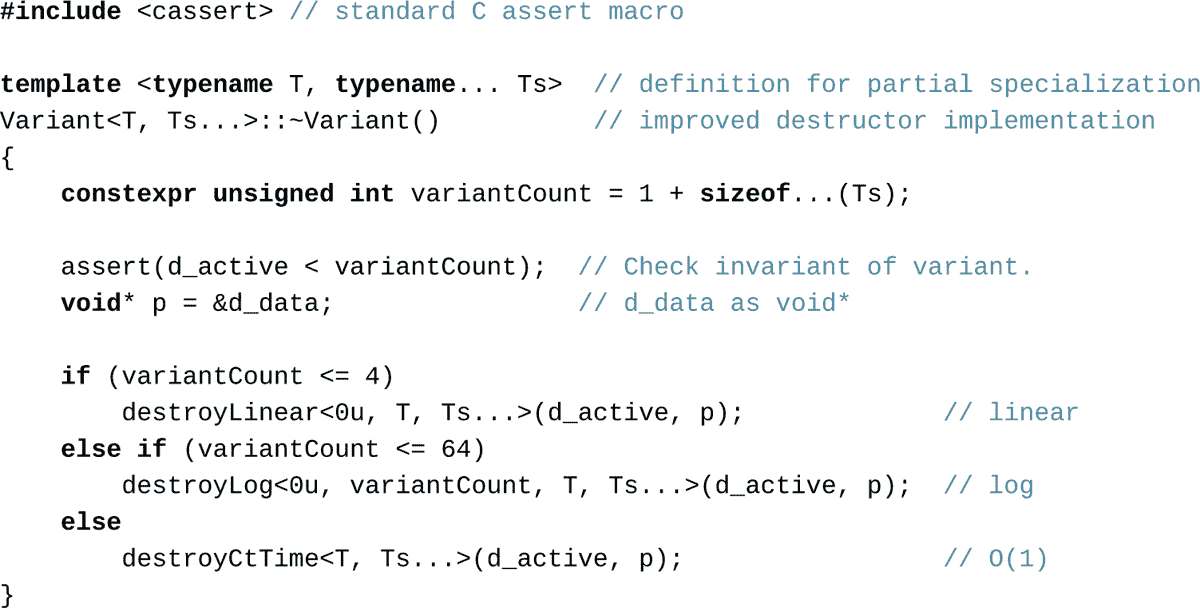 #include <cassert> // standard C assert macro

template <typename T, typename... Ts>  // definition for partial specialization
Variant<T, Ts...>::~Variant()          // improved destructor implementation
{
    constexpr unsigned int variantCount = 1 + sizeof...(Ts);

    assert(d_active < variantCount);  // Check invariant of variant.
    void* p = &d_data;                // d_data as void*

    if (variantCount <= 4)
        destroyLinear<0u, T, Ts...>(d_active, p);             // linear
    else if (variantCount <= 64)
        destroyLog<0u, variantCount, T, Ts...>(d_active, p);  // log
    else
        destroyCtTime<T, Ts...>(d_active, p);                 // O(1)
}